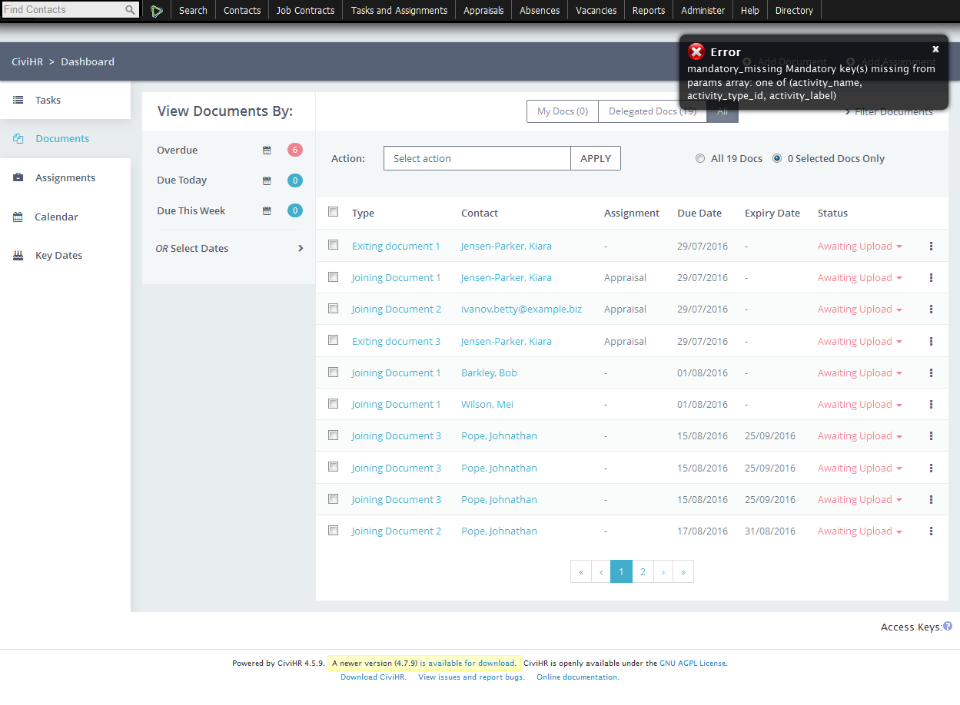 Find Contacts
Search Contacts Job Contracts Tasks and Assignments Appraisals Absences Vacancies Reports Administer Help Directory
CiviHR > Dashboard
Add Document Add Assignment
Error x
mandatory_missing Mandatory key(s) missing from
params array: one of (activity_name,
activity_type_id, activity_label)
Tasks
Documents
Assignments
Calendar
Key Dates
View Documents By:
Overdue 6
Due Today 0
Due This Week 0
OR Select Dates
My Docs (0) Delegated Docs (19) All
Filter Documents
Action: Select action APPLY All 19 Docs 0 Selected Docs Only
Type Contact Assignment Due Date Expiry Date Status
Exiting document 1 Jensen-Parker, Kiara - 29/07/2016 - Awaiting Upload
Joining Document 1 Jensen-Parker, Kiara Appraisal 29/07/2016 - Awaiting Upload
Joining Document 2 ivanov.betty@example.biz Appraisal 29/07/2016 - Awaiting Upload
Exiting document 3 Jensen-Parker, Kiara Appraisal 29/07/2016 - Awaiting Upload
Joining Document 1 Barkley, Bob - 01/08/2016 - Awaiting Upload
Joining Document 1 Wilson, Mei - 01/08/2016 - Awaiting Upload
Joining Document 3 Pope, Johnathan - 15/08/2016 25/09/2016 Awaiting Upload
Joining Document 3 Pope, Johnathan - 15/08/2016 25/09/2016 Awaiting Upload
Joining Document 3 Pope, Johnathan - 15/08/2016 25/09/2016 Awaiting Upload
Joining Document 2 Pope, Johnathan - 17/08/2016 31/08/2016 Awaiting Upload
« ‹ 1 2 › »
Access Keys:?
Powered by CiviHR 4.5.9. A newer version (4.7.9) is available for download. CiviHR is openly available under the GNU AGPL License.
Download CiviHR. View issues and report bugs. Online documentation.